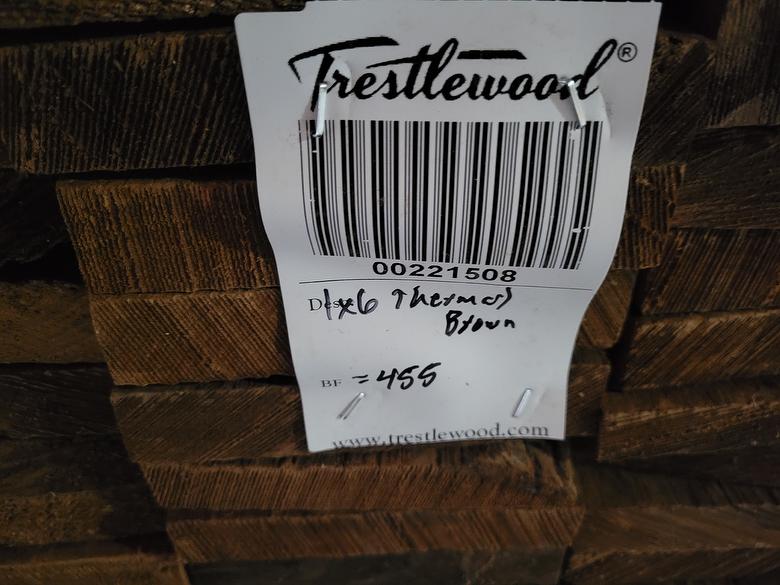 Trestlewood®
00221508
Desc 1x6 Thermal
Brown
BF = 455
www.trestlewood.com